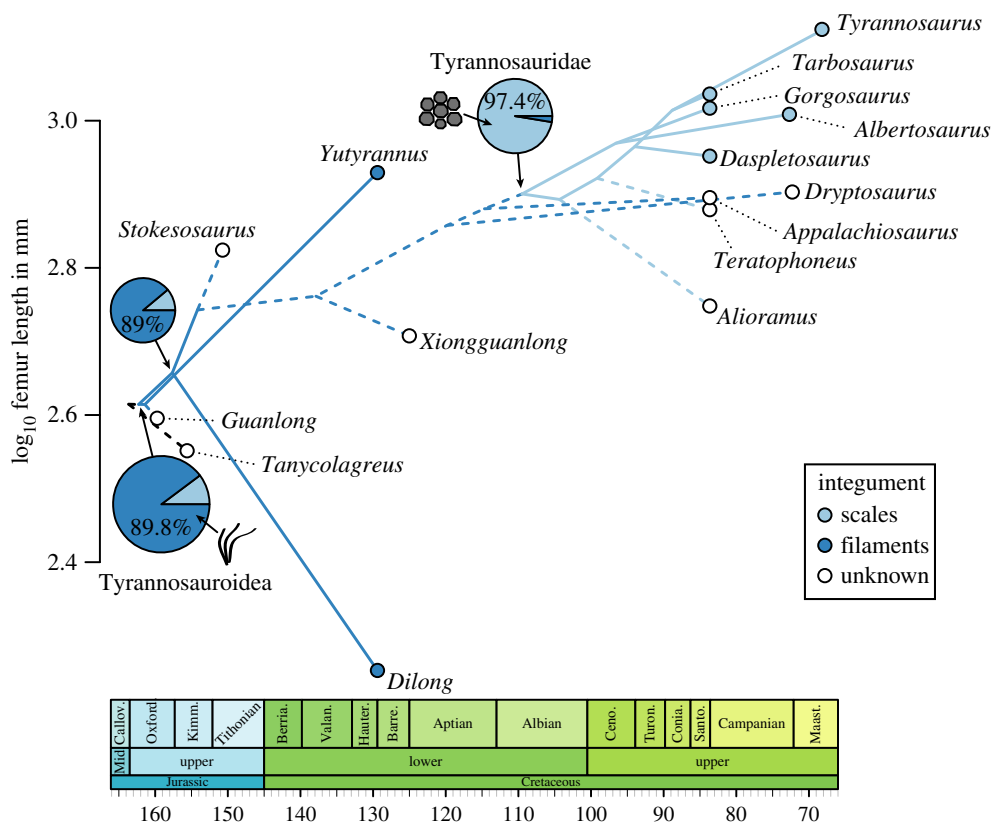 Tyrannosaurus
Tarbosaurus
Gorgosaurus
Albertosaurus
Daspletosaurus
Dryptosaurus
Appalachiosaurus
Teratophoneus
Alioramus
Tyrannosauridae
97.4%
Yutyrannus
Stokesosaurus
Xiongguanlong
89%
Guanlong
Tanycolagreus
89.8%
Tyrannosauroidea
Dilong
log10 femur length in mm
3.0
2.8
2.6
2.4
integument
scales
filaments
unknown
Callov. Oxford. Kimm. Tithonian Berria. Valan. Hauter. Barre. Aptian Albian Ceno. Turon. Conia. Santo. Campanian Maast.
Mid upper lower upper
Jurassic Cretaceous
160 150 140 130 120 110 100 90 80 70